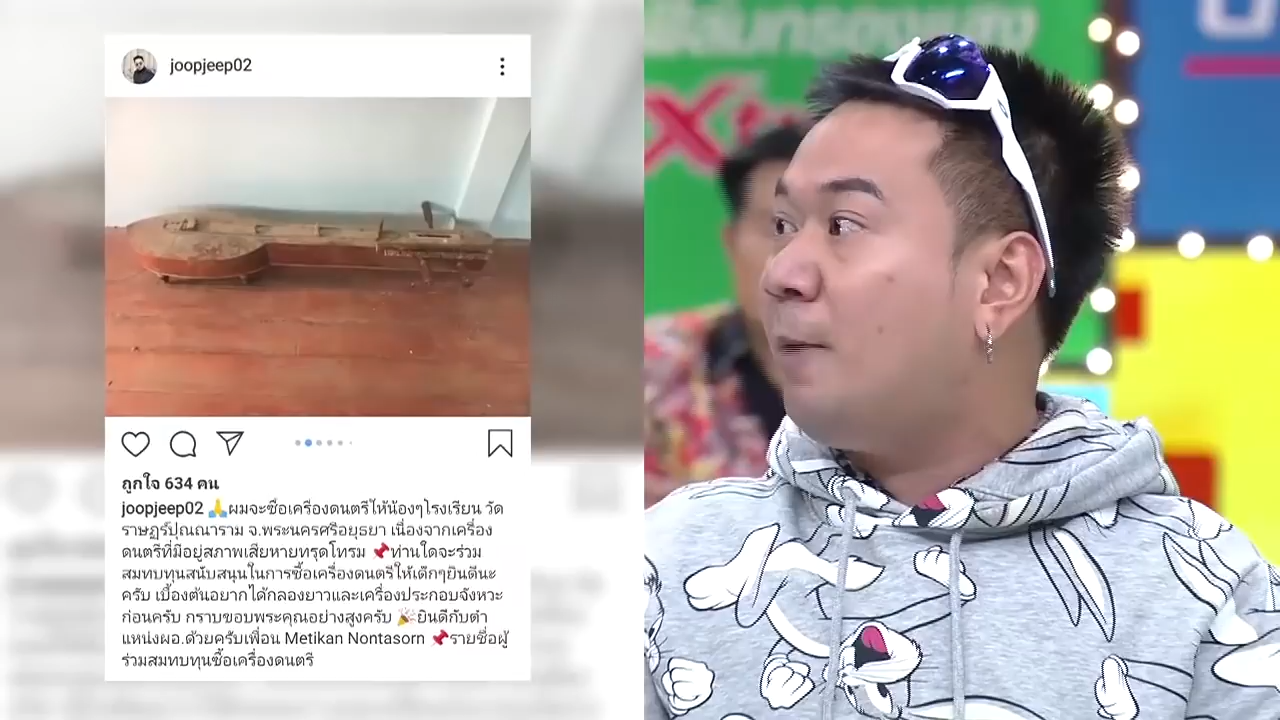 joopjeep02
ถูกใจ 634 คน
joopjeep02 🙏ผมจะซื้อเครื่องดนตรีให้น้องๆโรงเรียน วัด
ราษฎร์ปุณณาราม จ.พระนครศรีอยุธยา เนื่องจากเครื่อง
ดนตรีที่มีอยู่สภาพเสียหายทรุดโทรม 📌ท่านใดจะร่วม
สมทบทุนสนับสนุนในการซื้อเครื่องดนตรีให้เด็กๆยินดีนะ
ครับ เบื้องต้นอยากได้กลองยาวและเครื่องประกอบจังหวะ
ก่อนครับ กราบขอบพระคุณอย่างสูงครับ 🎉ยินดีกับตำ
แหน่งผอ.ด้วยครับเพื่อน Metikan Nontasorn 📌รายชื่อผู้
ร่วมสมทบทุนซื้อเครื่องดนตรี